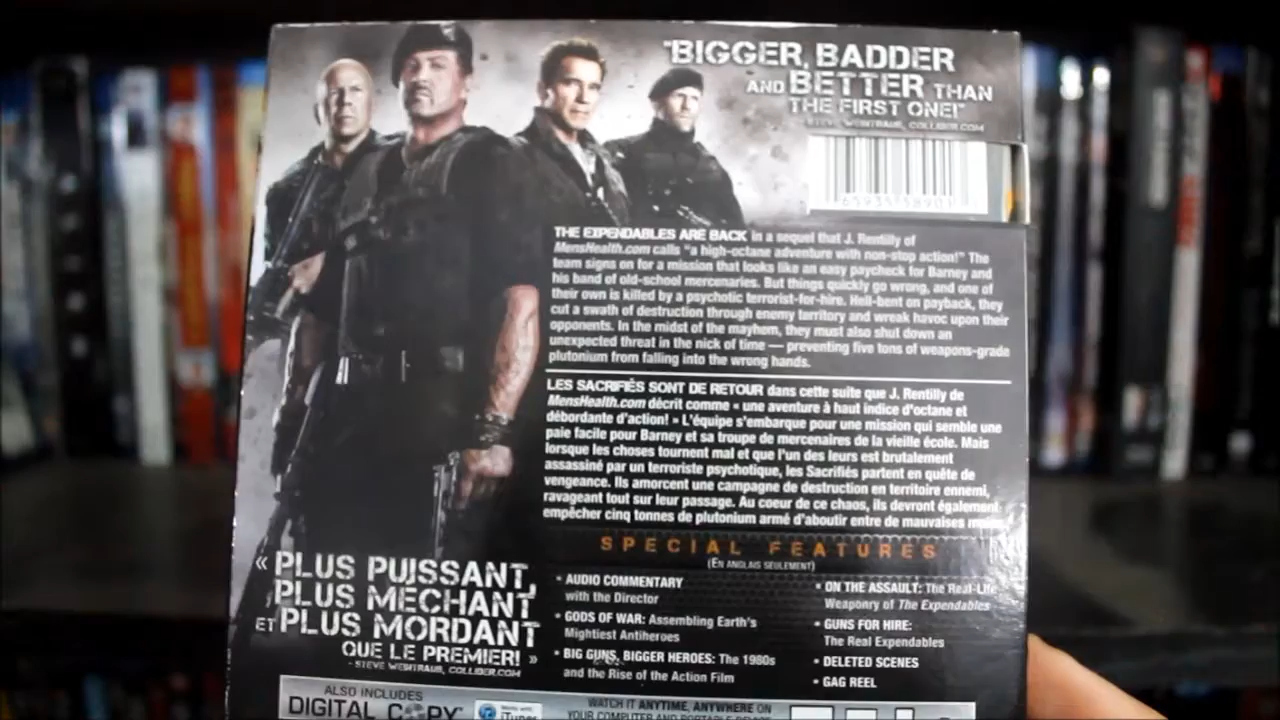 "BIGGER, BADDER
AND BETTER THAN
THE FIRST ONE!"
- STEVE WEINTRAUB, COLLIDER.COM
THE EXPENDABLES ARE BACK in a sequel that J. Rentilly of
MensHealth.com calls "a high-octane adventure with non-stop action!" The
team signs on for a mission that looks like an easy paycheck for Barney and
his band of old-school mercenaries. But things quickly go wrong, and one of
their own is killed by a psychotic terrorist-for-hire. Hell-bent on payback, they
cut a swath of destruction through enemy territory and wreak havoc upon their
opponents. In the midst of the mayhem, they must also shut down an
unexpected threat in the nick of time — preventing five tons of weapons-grade
plutonium from falling into the wrong hands.
LES SACRIFIÉS SONT DE RETOUR dans cette suite que J. Rentilly de
MensHealth.com décrit comme « une aventure à haut indice d'octane et
débordante d'action! » L'équipe s'embarque pour une mission qui semble une
paie facile pour Barney et sa troupe de mercenaires de la vieille école. Mais
lorsque les choses tournent mal et que l'un des leurs est brutalement
assassiné par un terroriste psychotique, les Sacrifiés partent en quête de
vengeance. Ils amorcent une campagne de destruction en territoire ennemi,
ravageant tout sur leur passage. Au coeur de ce chaos, ils devront également
empêcher cinq tonnes de plutonium armé d'aboutir entre de mauvaises
« PLUS PUISSANT,
PLUS MÉCHANT
ET PLUS MORDANT
QUE LE PREMIER! »
- STEVE WEINTRAUB, COLLIDER.COM
SPECIAL FEATURES
(EN ANGLAIS SEULEMENT)
• AUDIO COMMENTARY
with the Director
• GODS OF WAR: Assembling Earth's
Mightiest Antiheroes
• BIG GUNS, BIGGER HEROES: The 1980s
and the Rise of the Action Film
• ON THE ASSAULT: The Real-Life
Weaponry of The Expendables
• GUNS FOR HIRE:
The Real Expendables
• DELETED SCENES
• GAG REEL
ALSO INCLUDES
DIGITAL COPY
iTunes
WATCH IT ANYTIME, ANYWHERE ON
YOUR COMPUTER AND PORTABLE